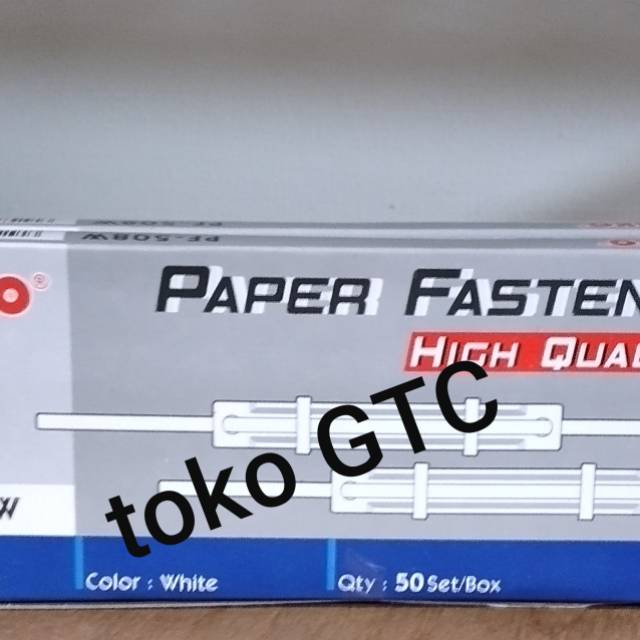 PF-508W
O®
PAPER FASTEN
HIGH QUA
toko GTC
W
Color : White
Qty : 50 Set/Box